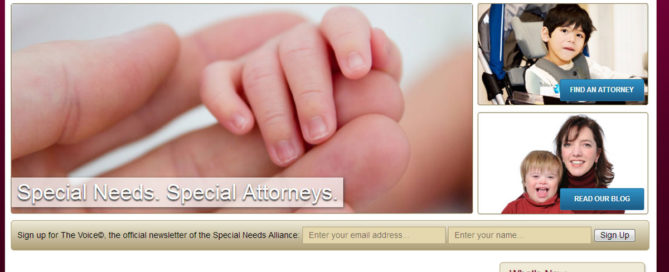 FIND AN ATTORNEY
Special Needs. Special Attorneys.
READ OUR BLOG
Sign up for The Voice©, the official newsletter of the Special Needs Alliance: Enter your email address... Enter your name... Sign Up